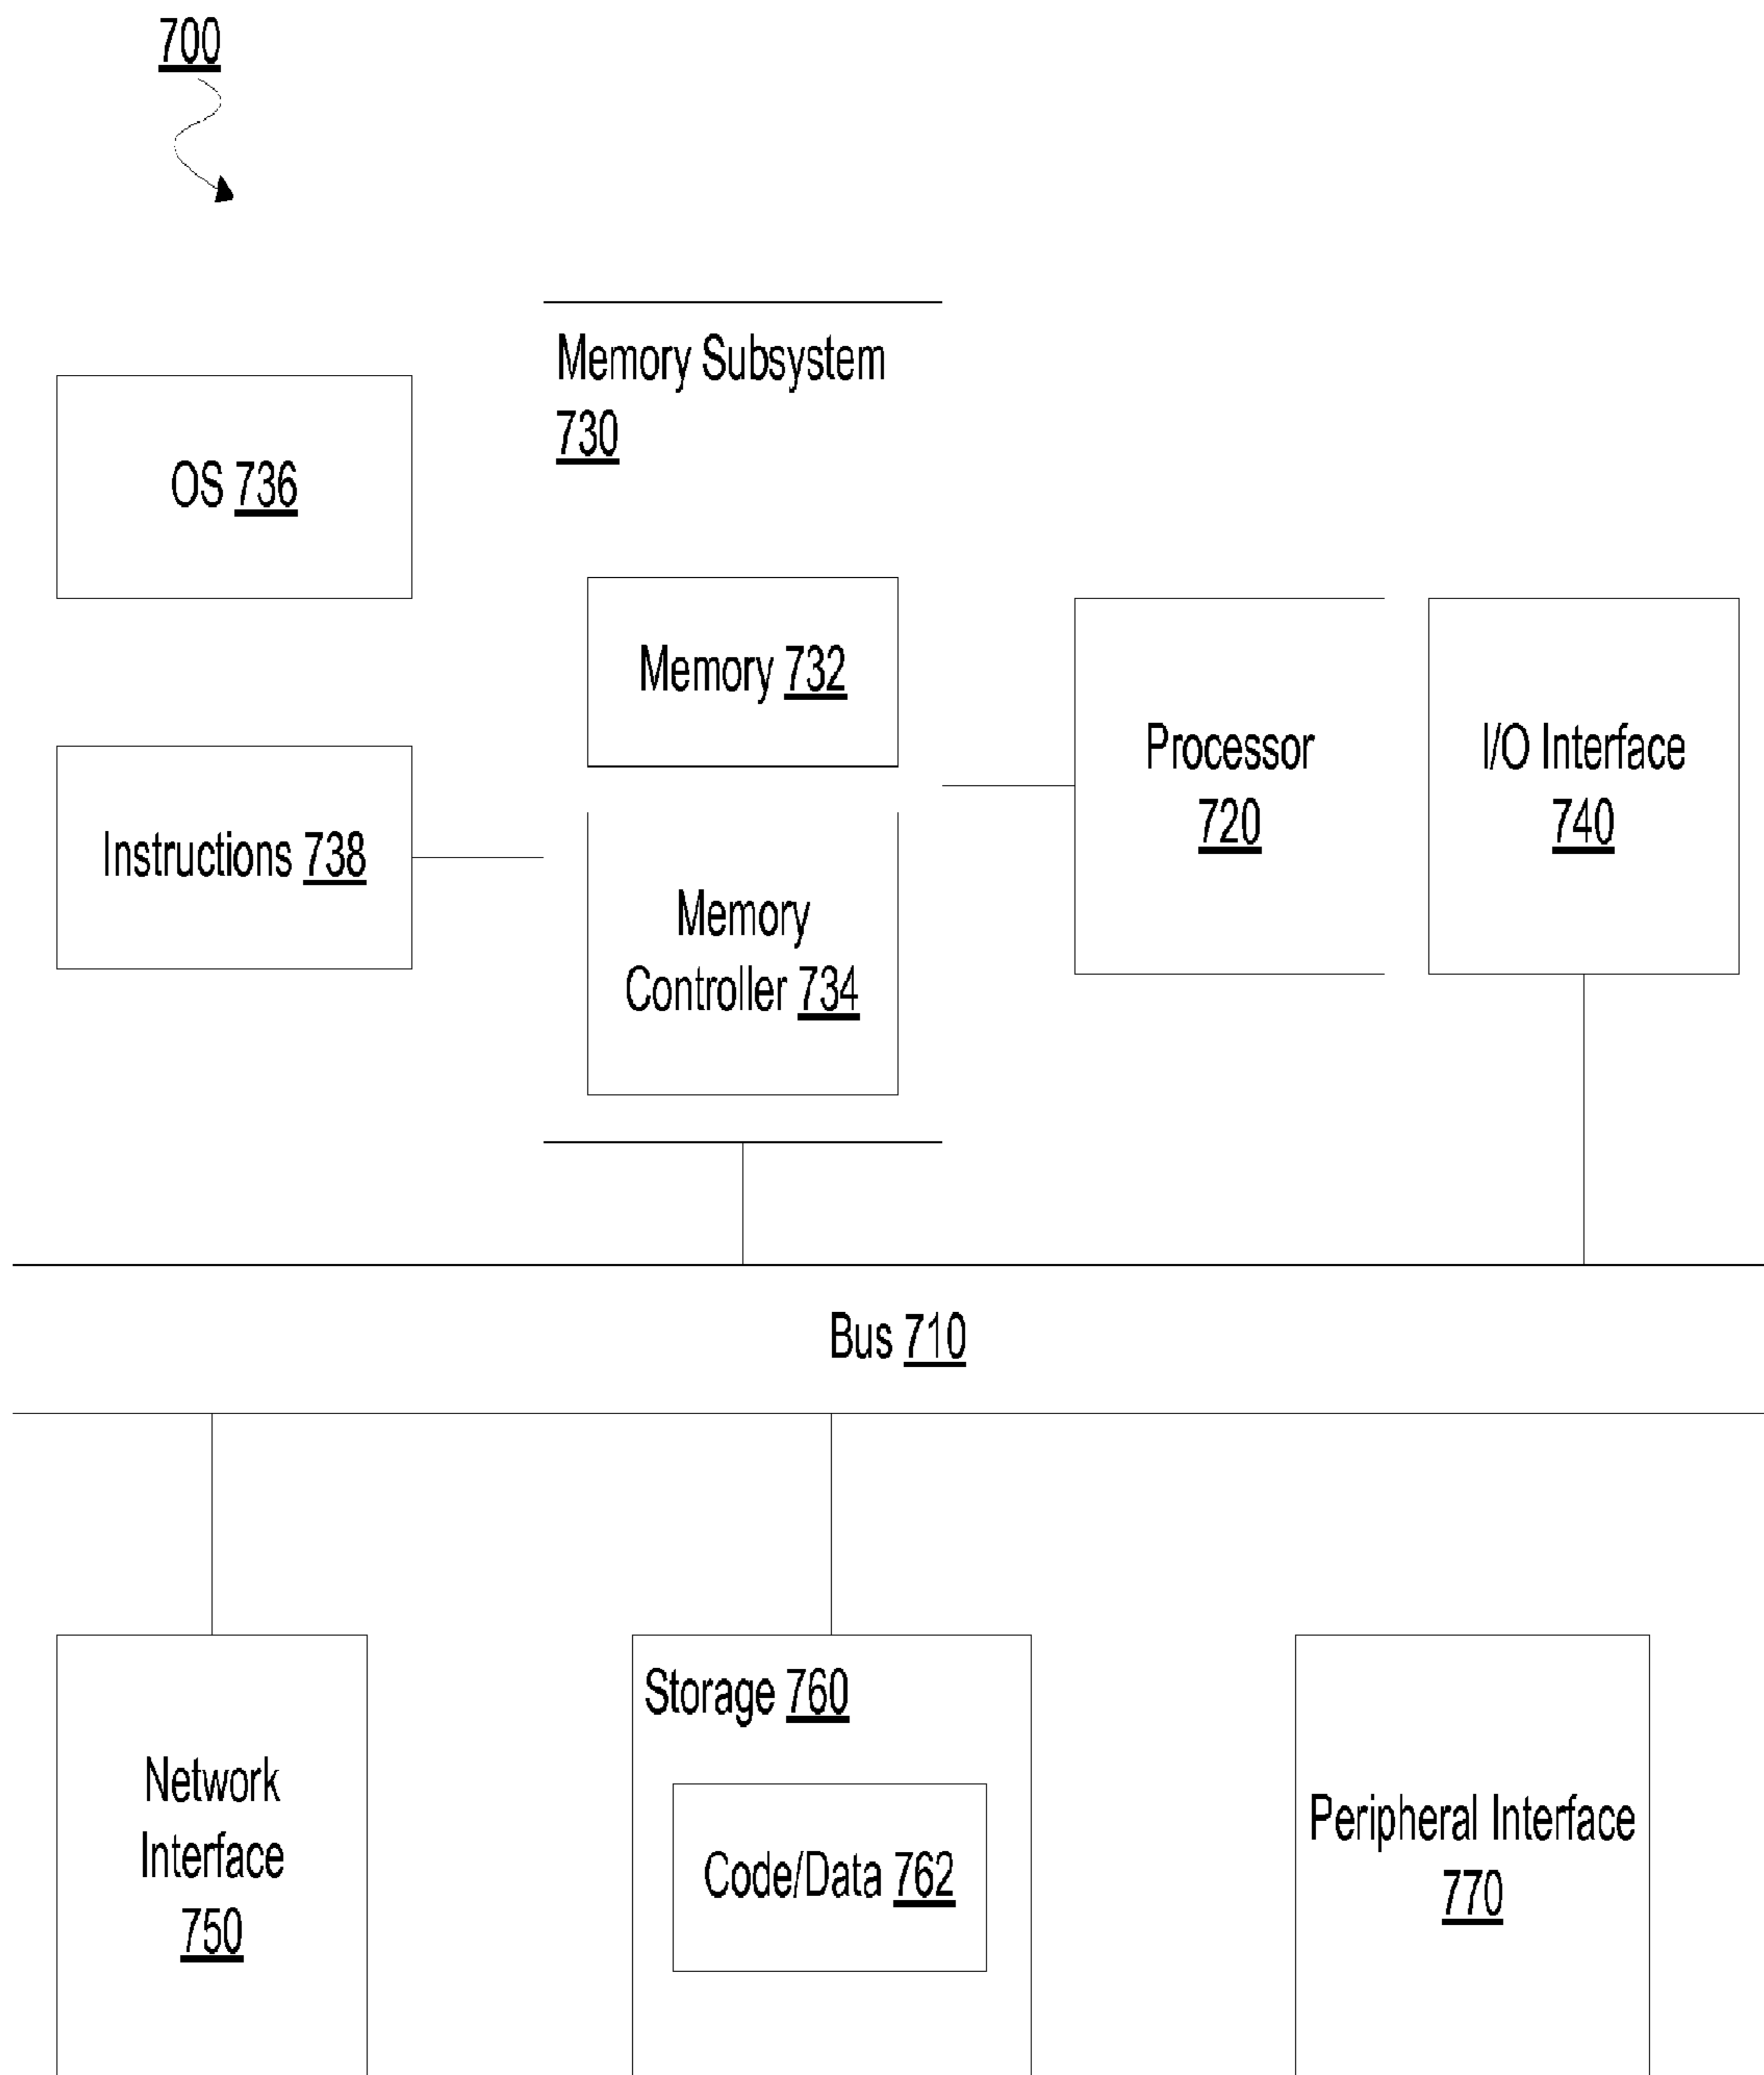 700
Memory Subsystem
730
OS 736
Memory 732
Processor
720
I/O Interface
740
Instructions 738
Memory
Controller 734
Bus 710
Network
Interface
750
Storage 760
Code/Data 762
Peripheral Interface
770